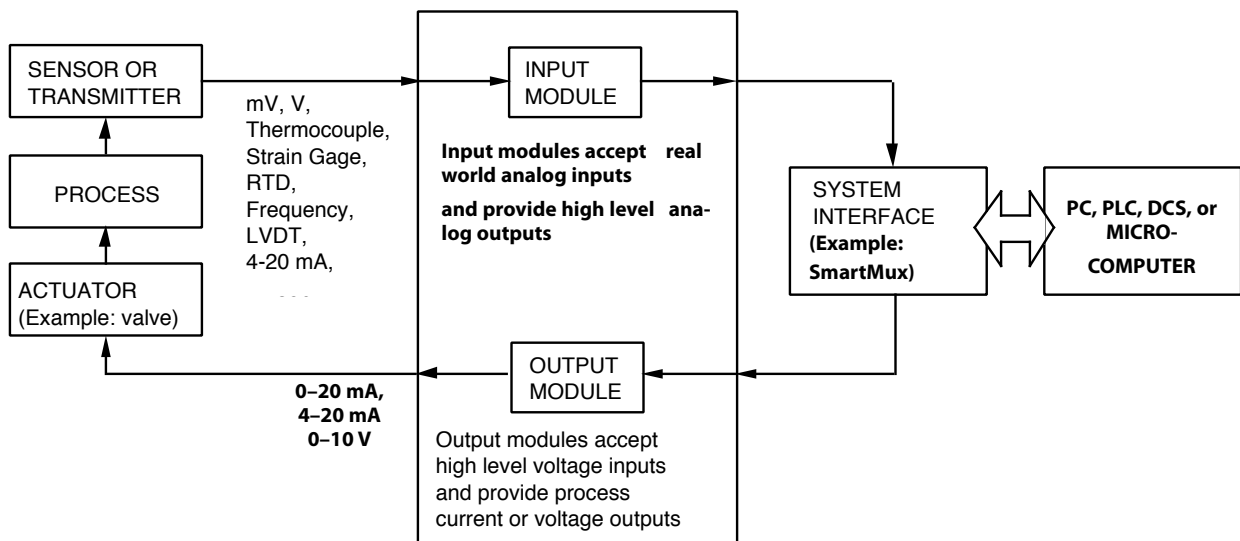 SENSOR OR
TRANSMITTER
mV, V,
Thermocouple,
Strain Gage,
RTD,
Frequency,
LVDT,
4-20 mA,
INPUT
MODULE
Input modules accept real
world analog inputs
and provide high level ana-
log outputs
PROCESS
ACTUATOR
(Example: valve)
SYSTEM
INTERFACE
(Example:
SmartMux)
PC, PLC, DCS, or
MICRO-
COMPUTER
OUTPUT
MODULE
0–20 mA,
4–20 mA
0–10 V
Output modules accept
high level voltage inputs
and provide process
current or voltage outputs